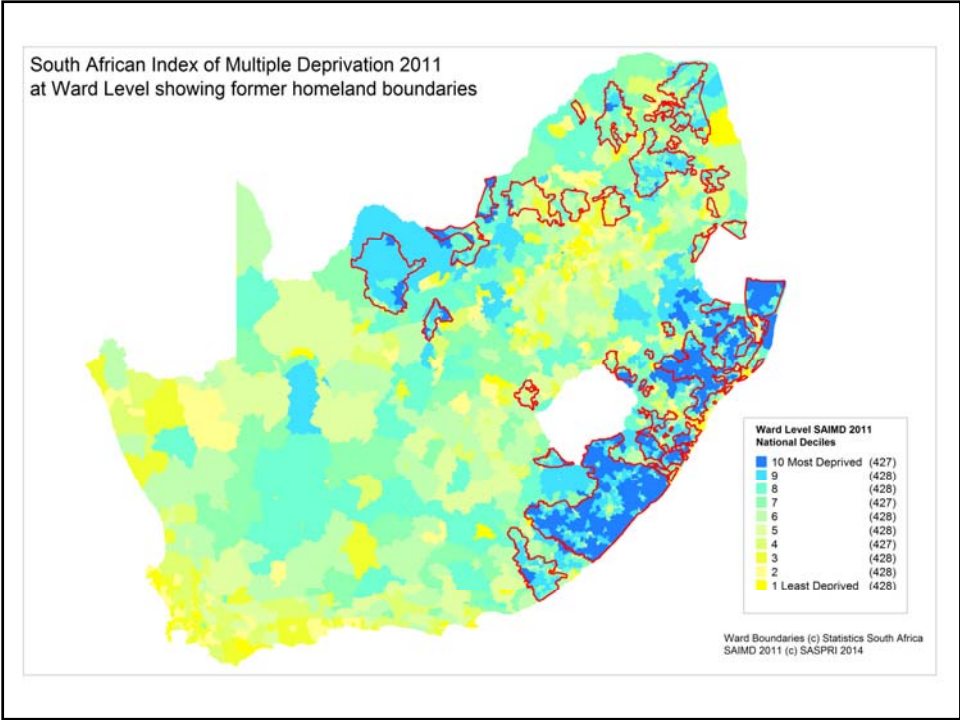 South African Index of Multiple Deprivation 2011
at Ward Level showing former homeland boundaries
Ward Level SAIMD 2011
National Deciles
10 Most Deprived (427)
9 (428)
8 (428)
7 (427)
6 (428)
5 (428)
4 (427)
3 (428)
2 (428)
1 Least Deprived (428)
Ward Boundaries (c) Statistics South Africa
SAIMD 2011 (c) SASPRI 2014